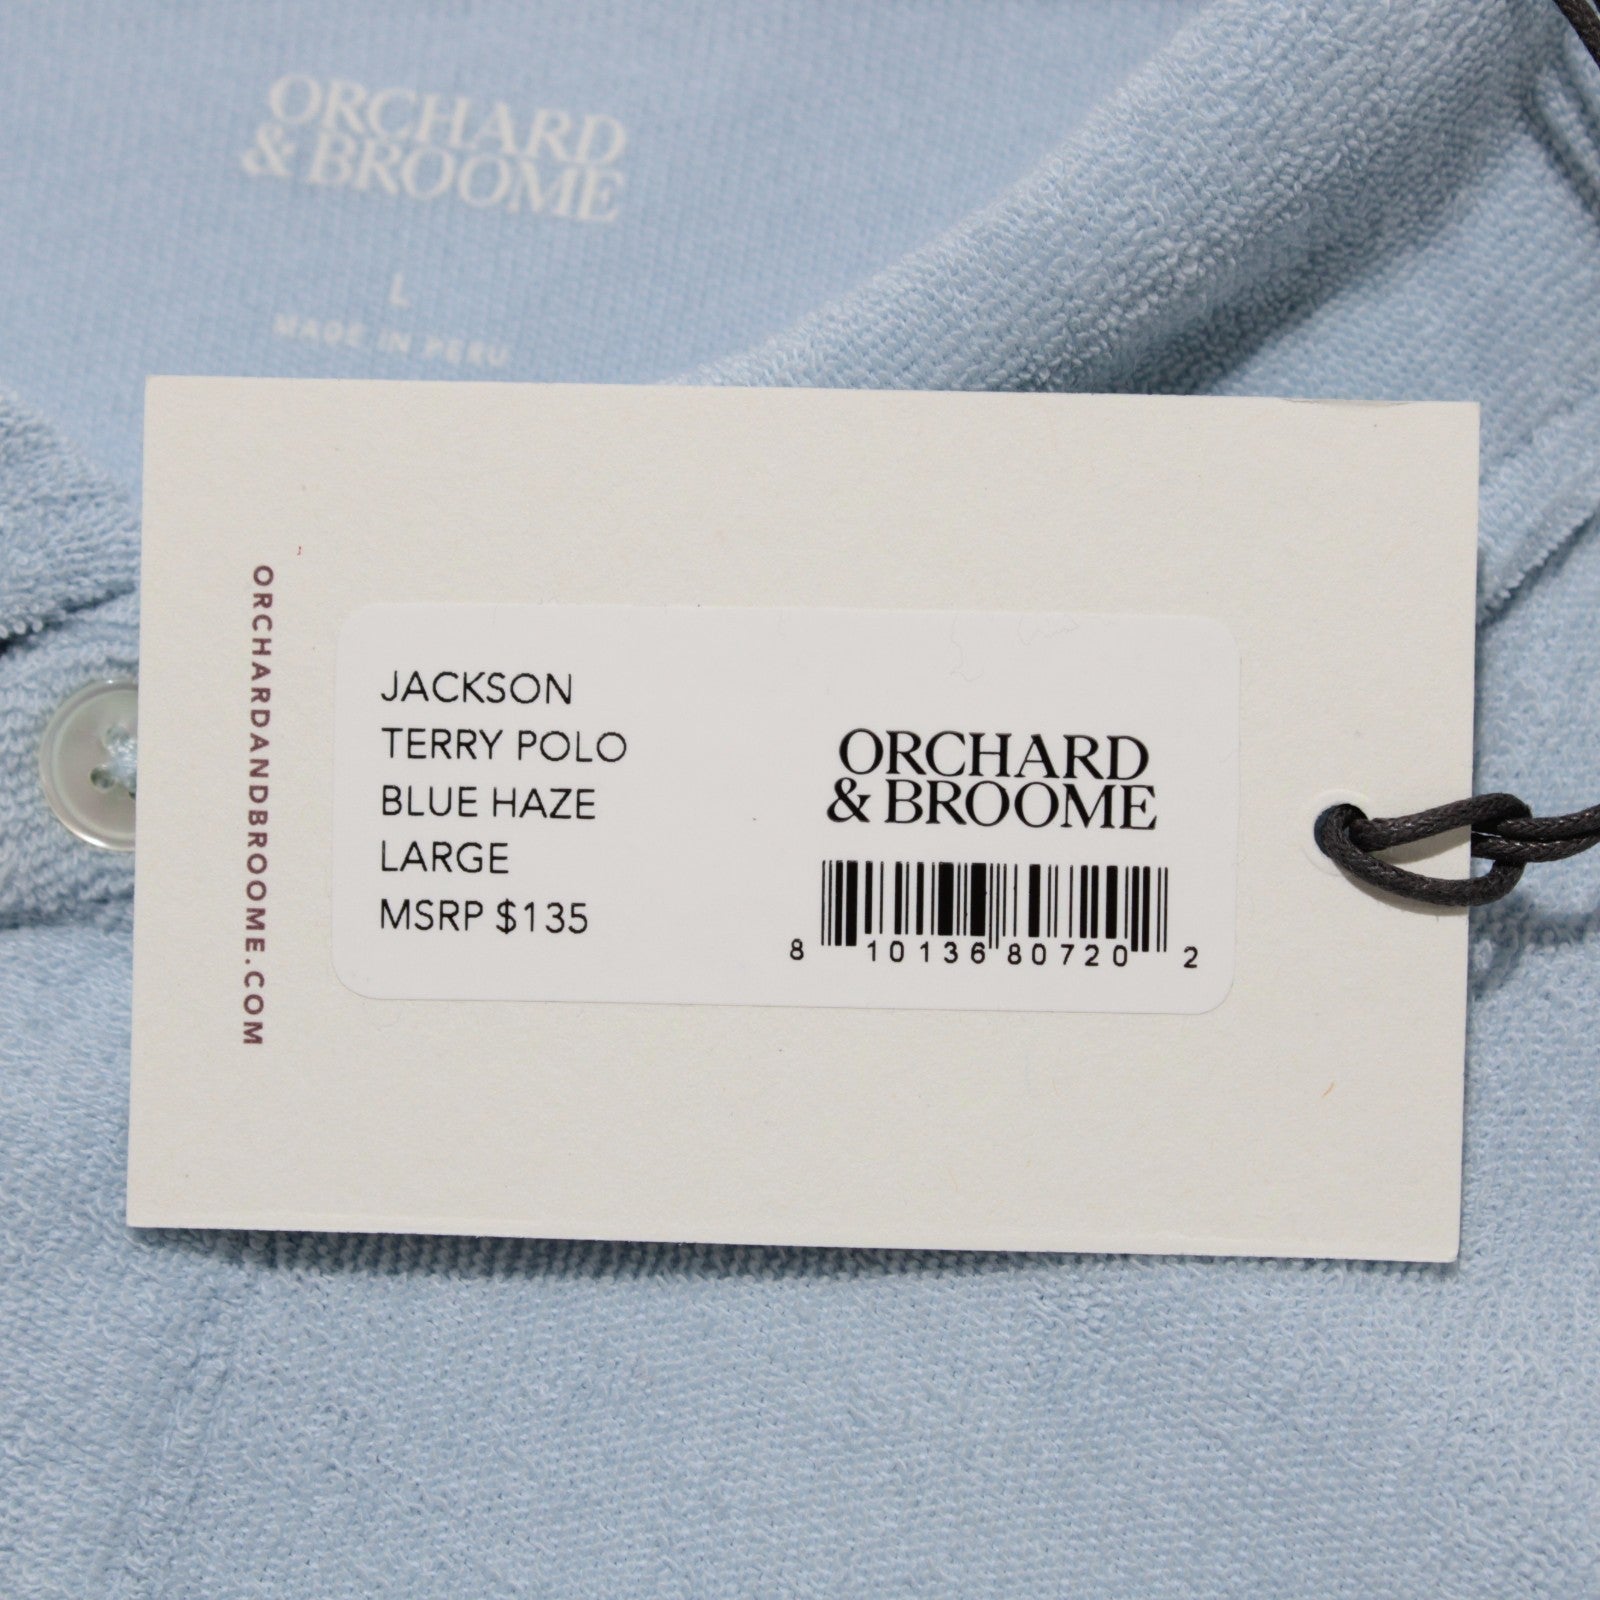 ORCHARD
& BROOME
L
MADE IN PERU
ORCHARDANDBROOME.COM
JACKSON
TERRY POLO
BLUE HAZE
LARGE
MSRP $135
ORCHARD
& BROOME
8 10136 80720 2